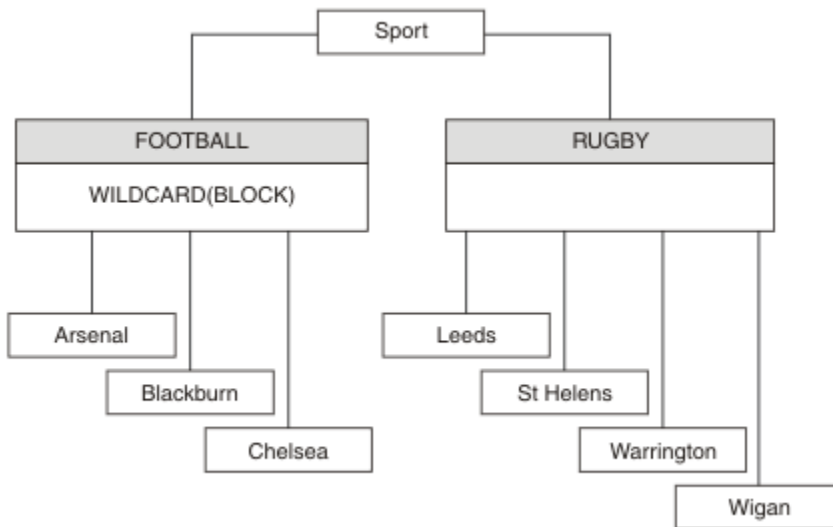 Sport
FOOTBALL
RUGBY
WILDCARD(BLOCK)
Arsenal
Leeds
Blackburn
St Helens
Chelsea
Warrington
Wigan